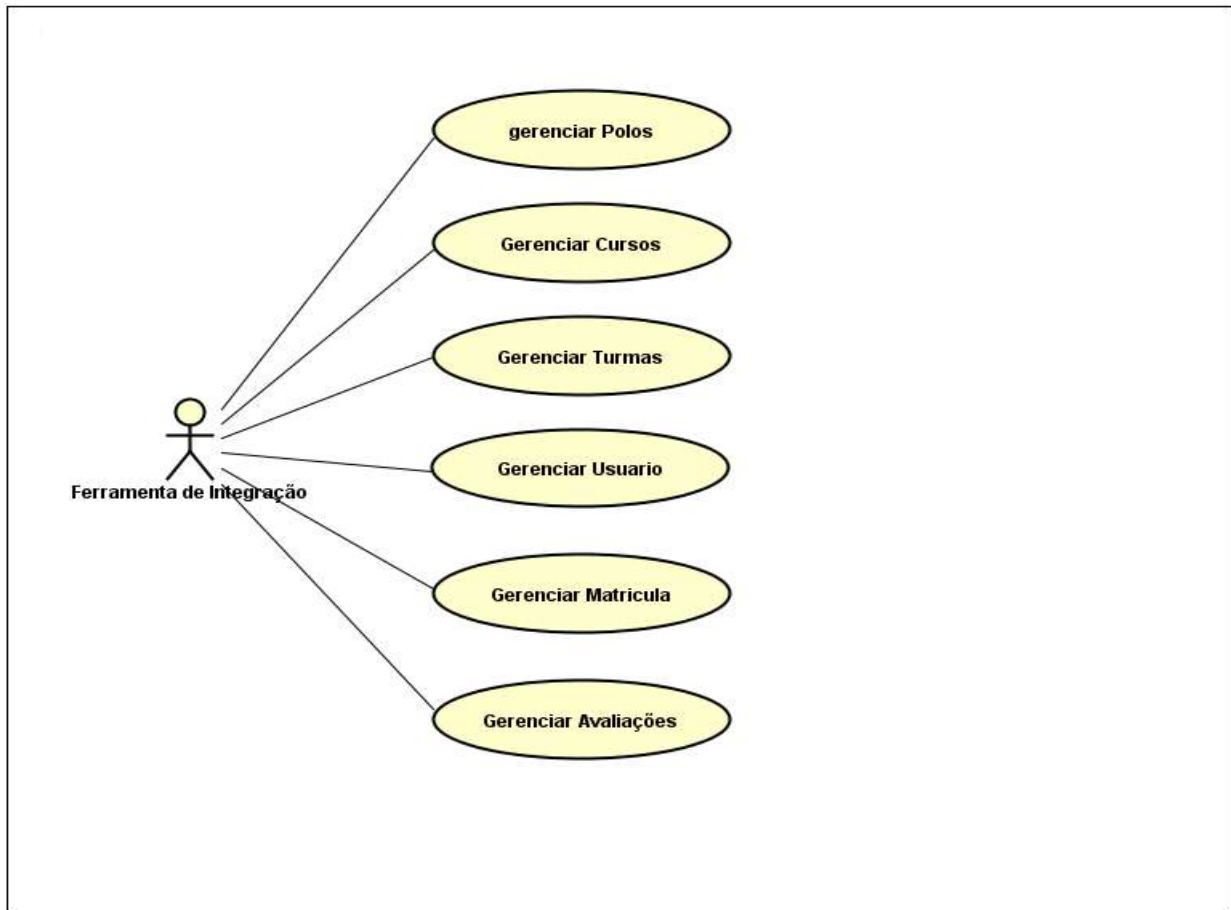 gerenciar Polos
Gerenciar Cursos
Gerenciar Turmas
Gerenciar Usuario
Ferramenta de Integração
Gerenciar Matricula
Gerenciar Avaliações